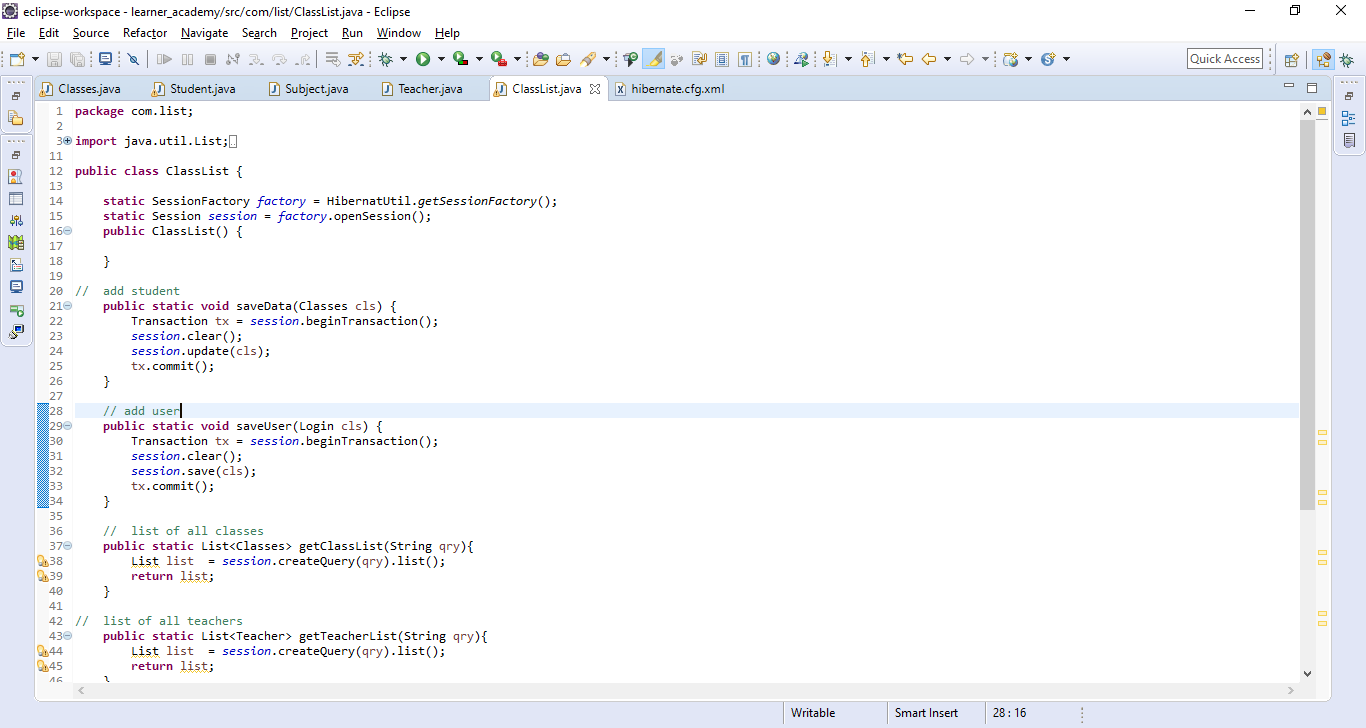 eclipse-workspace - learner_academy/src/com/list/ClassList.java - Eclipse
File Edit Source Refactor Navigate Search Project Run Window Help
Quick Access
Classes.java Student.java Subject.java Teacher.java ClassList.java hibernate.cfg.xml
1 package com.list;
2
3 import java.util.List;
11
12 public class ClassList {
13
14 static SessionFactory factory = HibernatUtil.getSessionFactory();
15 static Session session = factory.openSession();
16 public ClassList() {
17
18 }
19
20 // add student
21 public static void saveData(Classes cls) {
22 Transaction tx = session.beginTransaction();
23 session.clear();
24 session.update(cls);
25 tx.commit();
26 }
27
28 // add user
29 public static void saveUser(Login cls) {
30 Transaction tx = session.beginTransaction();
31 session.clear();
32 session.save(cls);
33 tx.commit();
34 }
35
36 // list of all classes
37 public static List<Classes> getClassList(String qry){
38 List list = session.createQuery(qry).list();
39 return list;
40 }
41
42 // list of all teachers
43 public static List<Teacher> getTeacherList(String qry){
44 List list = session.createQuery(qry).list();
45 return list;
46 }
Writable Smart Insert 28 : 16